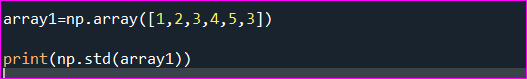 array1=np.array([1,2,3,4,5,3])
print(np.std(array1))